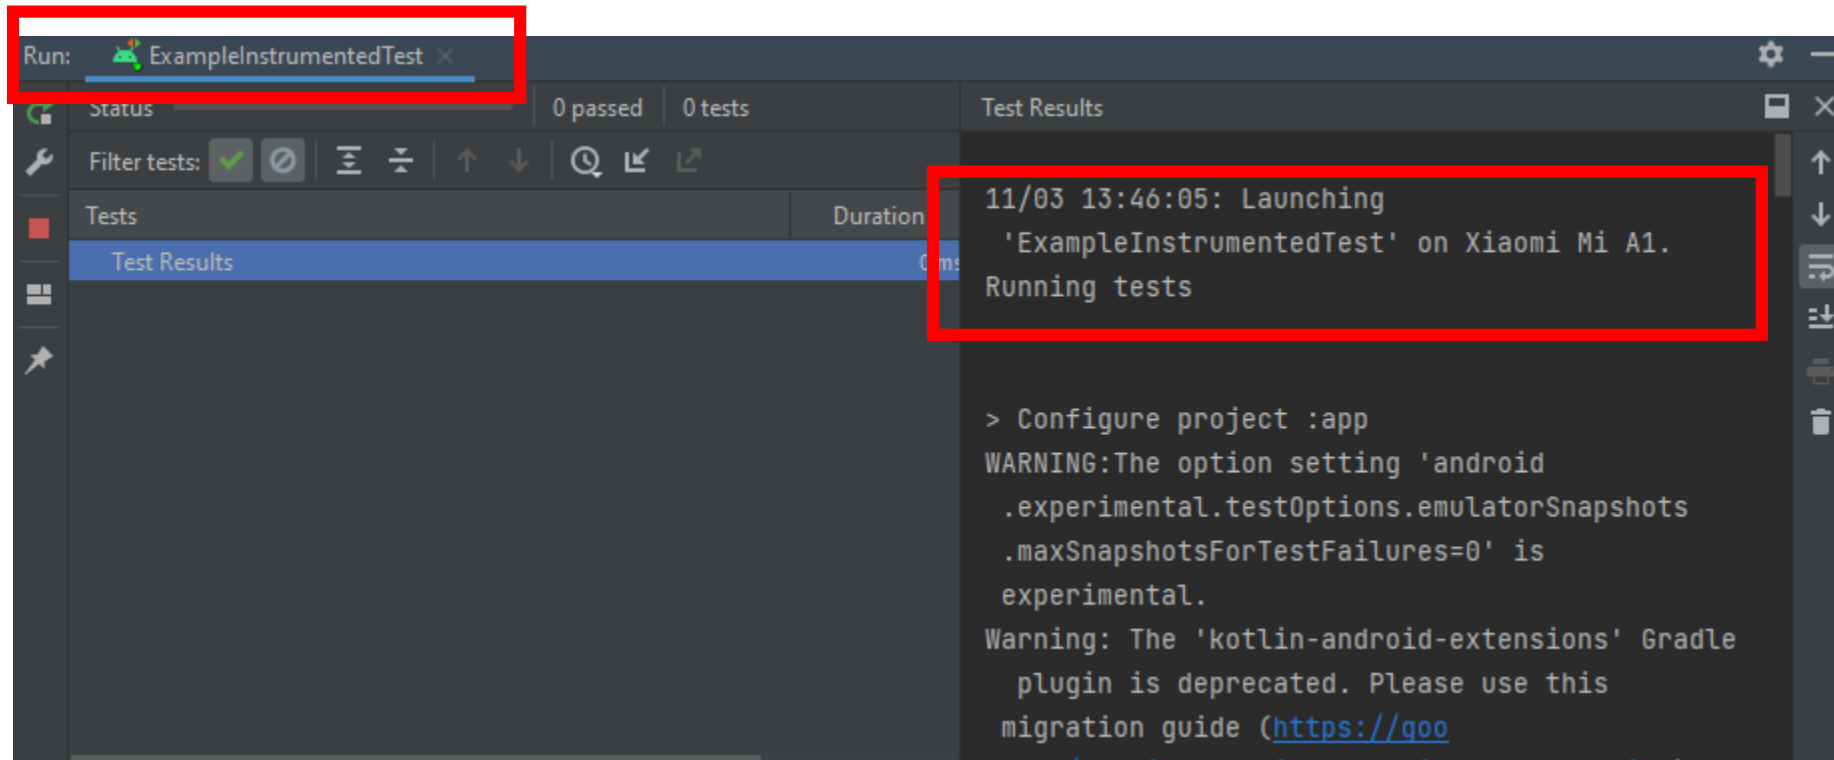 Run: ExampleInstrumentedTest
Status 0 passed 0 tests
Filter tests:
Tests Duration
Test Results 0 ms
Test Results
11/03 13:46:05: Launching
'ExampleInstrumentedTest' on Xiaomi Mi A1.
Running tests
> Configure project :app
WARNING:The option setting 'android
.experimental.testOptions.emulatorSnapshots
.maxSnapshotsForTestFailures=0' is
experimental.
Warning: The 'kotlin-android-extensions' Gradle
plugin is deprecated. Please use this
migration guide (https://goo